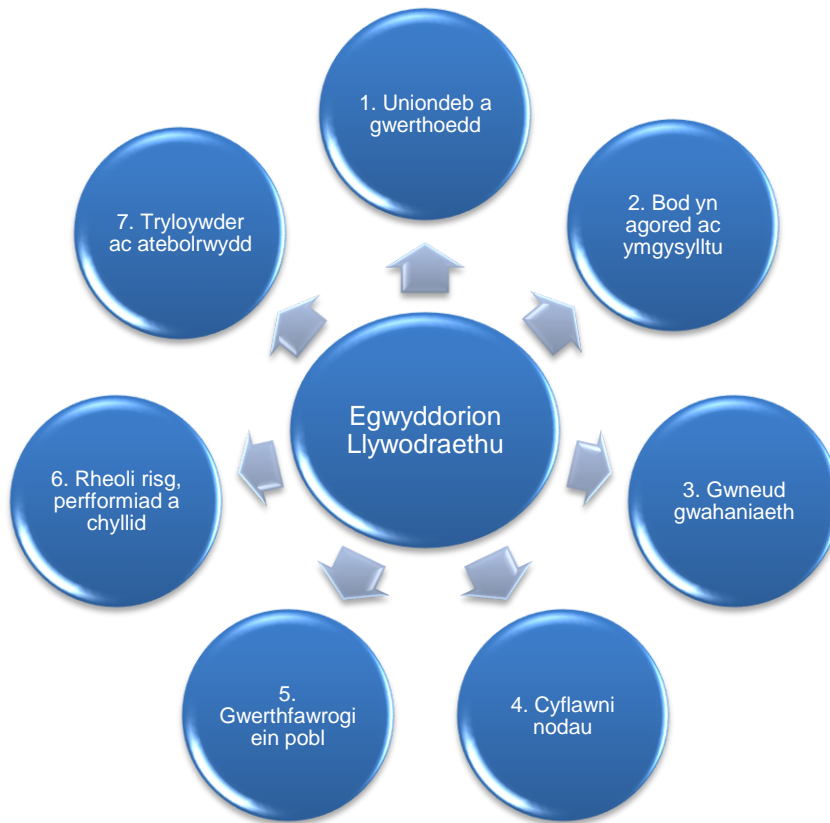 1. Uniondeb a
gwerthoedd
2. Bod yn
agored ac
ymgysylltu
3. Gwneud
gwahaniaeth
4. Cyflawni
nodau
5.
Gwerthfawrogi
ein pobl
6. Rheoli risg,
perfformiad a
chyllid
7. Tryloywder
ac atebolrwydd
Egwyddorion
Llywodraethu